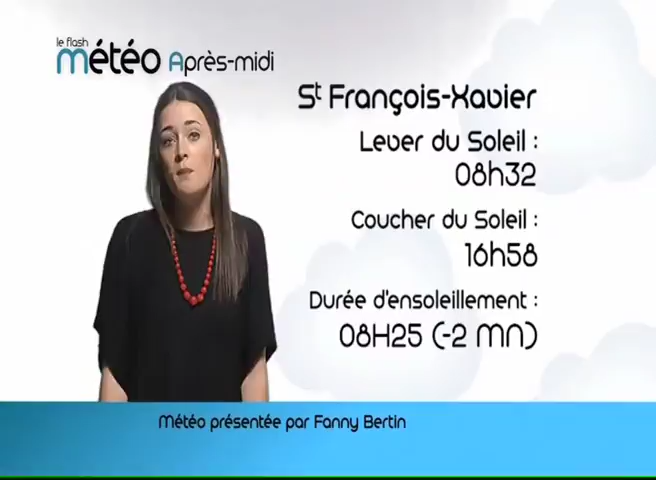 le flash
météo Après-midi
St François-Xavier
Lever du Soleil :
08h32
Coucher du Soleil :
16h58
Durée d'ensoleillement :
08H25 (-2 MN)
Météo présentée par Fanny Bertin